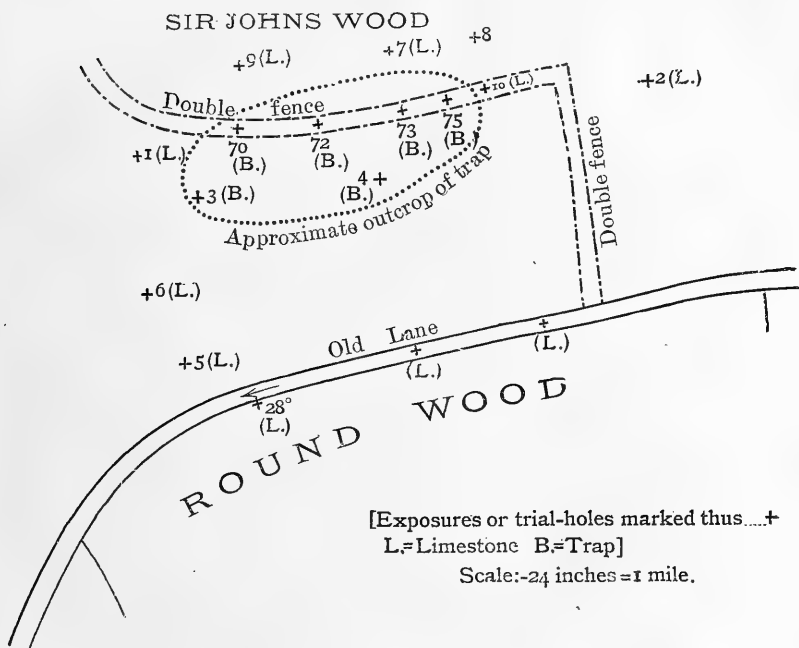 SIR JOHNS WOOD
+8
+7(L.)
+9(L.)
+2(L.)
+10(L.)
Double fence
70
(B.)
72
(B.)
73
(B.)
75
(B.)
+1(L.)
+3(B.)
4+
(B.)
Approximate outcrop of trap
Double fence
+6(L.)
+5(L.)
Old Lane
+
(L.)
+
(L.)
+28°
(L.)
ROUND WOOD
[Exposures or trial-holes marked thus.....+
L.=Limestone B.=Trap]
Scale:-24 inches=1 mile.